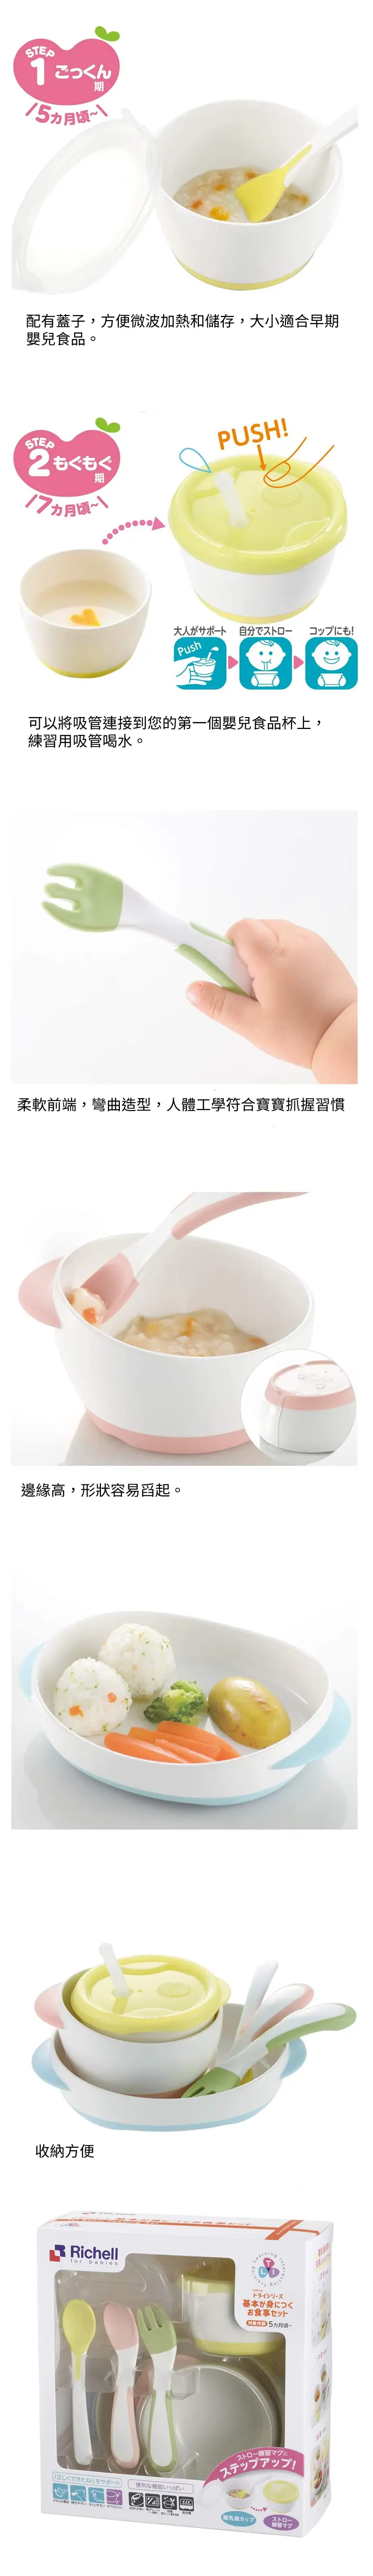 STEP
1 ごっくん
期
5カ月頃~
配有蓋子，方便微波加熱和儲存，大小適合早期
嬰兒食品。
STEP
2 もぐもぐ
期
7カ月頃~
PUSH!
大人がサポート 自分でストロー コップにも!
Push
可以將吸管連接到您的第一個嬰兒食品杯上，
練習用吸管喝水。
柔軟前端，彎曲造型，人體工學符合寶寶抓握習慣
邊緣高，形狀容易舀起。
收納方便
Richell
for babies
T
L
I
トライシリーズ
基本が身につく
お食事セット
5カ月頃~
ストロー練習マグに
ステップアップ!
便利な機能いっぱい
離乳食カップ
ストロー
練習マグ